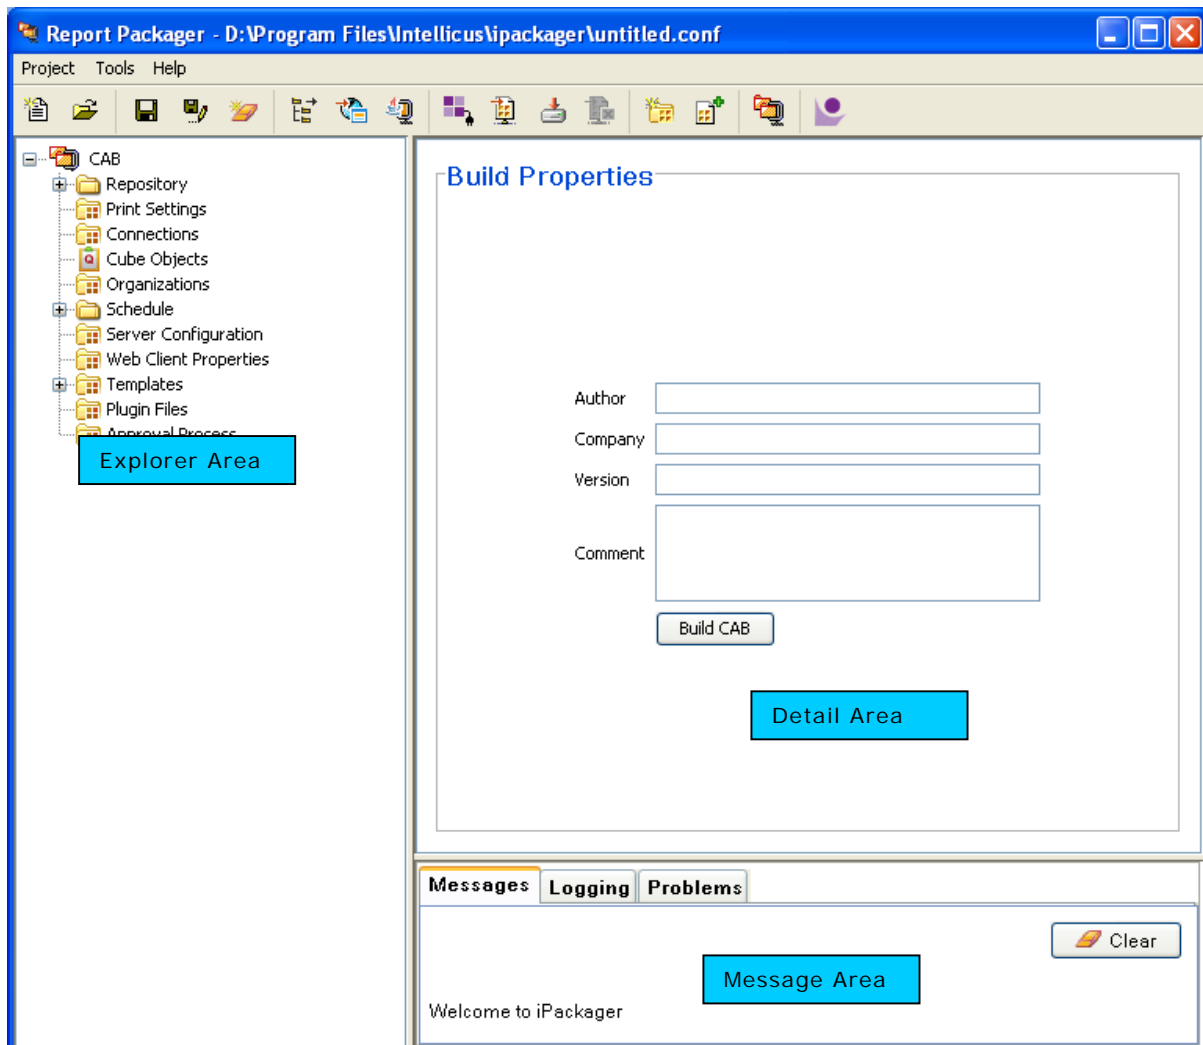 Report Packager - D:\Program Files\Intellicus\ipackager\untitled.conf
Project Tools Help
CAB
Repository
Print Settings
Connections
Cube Objects
Organizations
Schedule
Server Configuration
Web Client Properties
Templates
Plugin Files
Approval Process
Explorer Area
Build Properties
Author
Company
Version
Comment
Build CAB
Detail Area
Messages Logging Problems
Clear
Message Area
Welcome to iPackager